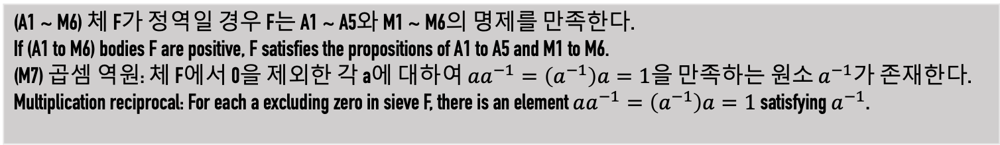 (A1 ~ M6) 체 F가 정역일 경우 F는 A1 ~ A5와 M1 ~ M6의 명제를 만족한다.
If (A1 to M6) bodies F are positive, F satisfies the propositions of A1 to A5 and M1 to M6.
(M7) 곱셈 역원: 체 F에서 0을 제외한 각 a에 대하여 aa⁻¹ = (a⁻¹)a = 1을 만족하는 원소 a⁻¹가 존재한다.
Multiplication reciprocal: For each a excluding zero in sieve F, there is an element aa⁻¹ = (a⁻¹)a = 1 satisfying a⁻¹.